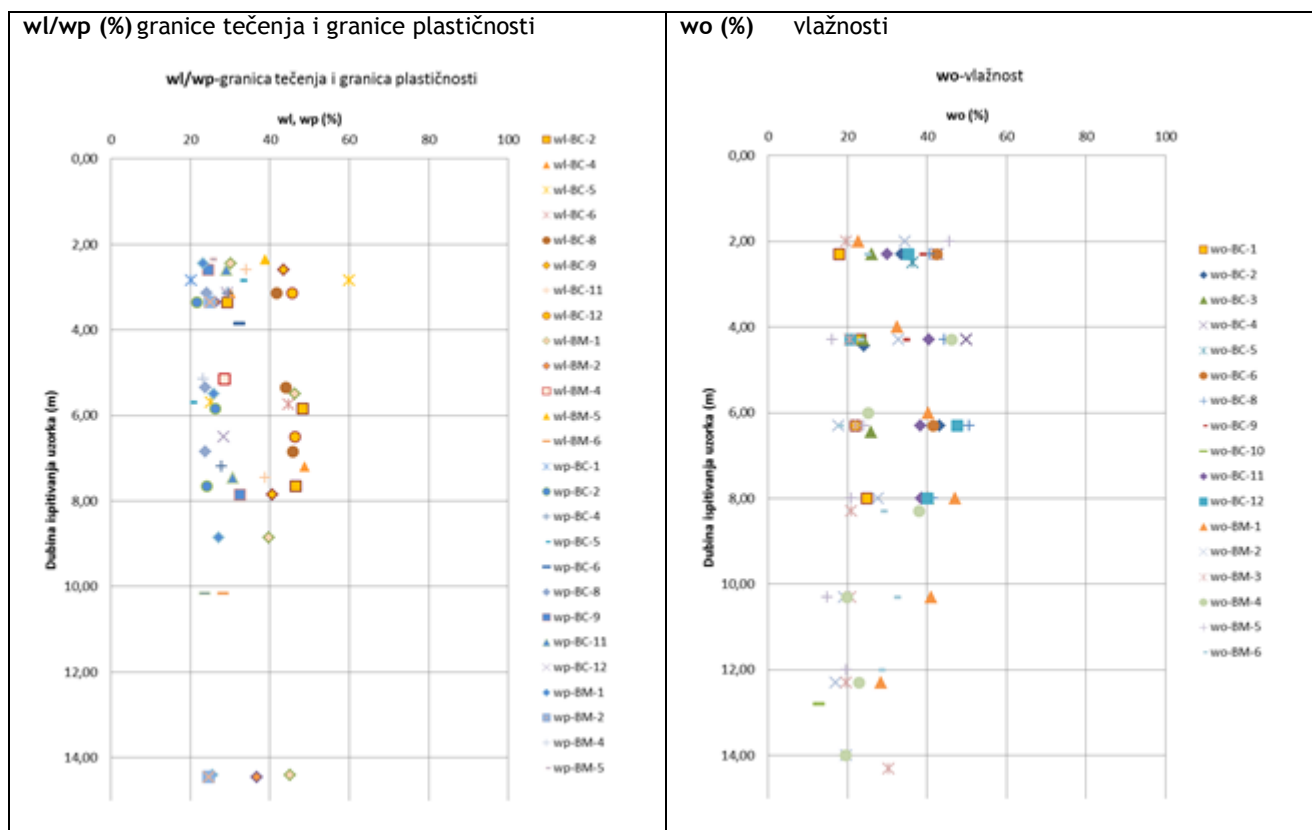 wl/wp (%) granice tečenja i granice plastičnosti
wl/wp-granica tečenja i granica plastičnosti
wl, wp (%)
0 20 40 60 80 100
0,00
2,00
4,00
6,00
8,00
10,00
12,00
14,00
Dubina ispitivanja uzorka (m)
wl-BC-2
wl-BC-4
wl-BC-5
wl-BC-6
wl-BC-8
wl-BC-9
wl-BC-11
wl-BC-12
wl-BM-1
wl-BM-2
wl-BM-4
wl-BM-5
wl-BM-6
wp-BC-1
wp-BC-2
wp-BC-4
wp-BC-5
wp-BC-6
wp-BC-8
wp-BC-9
wp-BC-11
wp-BC-12
wp-BM-1
wp-BM-2
wp-BM-4
wp-BM-5
wo (%) vlažnosti
wo-vlažnost
wo (%)
0 20 40 60 80 100
0,00
2,00
4,00
6,00
8,00
10,00
12,00
14,00
Dubina ispitivanja uzorka (m)
wo-BC-1
wo-BC-2
wo-BC-3
wo-BC-4
wo-BC-5
wo-BC-6
wo-BC-8
wo-BC-9
wo-BC-10
wo-BC-11
wo-BC-12
wo-BM-1
wo-BM-2
wo-BM-3
wo-BM-4
wo-BM-5
wo-BM-6